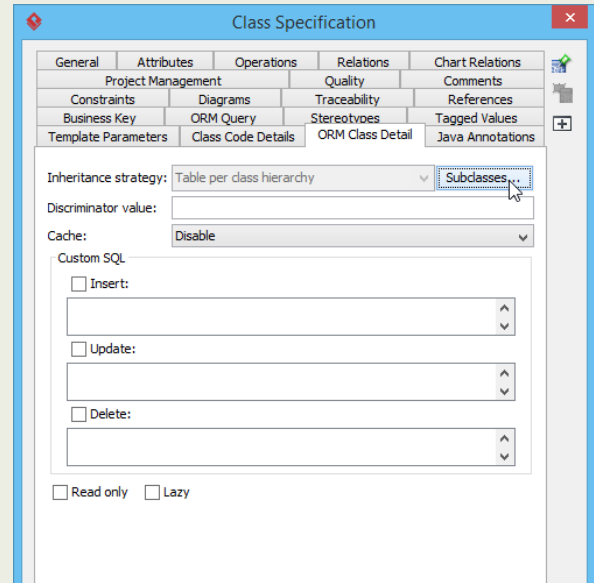 Class Specification
General Attributes Operations Relations Chart Relations
Project Management Quality Comments
Constraints Diagrams Traceability References
Business Key ORM Query Stereotypes Tagged Values
Template Parameters Class Code Details ORM Class Detail Java Annotations
Inheritance strategy: Table per class hierarchy Subclasses...
Discriminator value:
Cache: Disable
Custom SQL
Insert:
Update:
Delete:
Read only Lazy